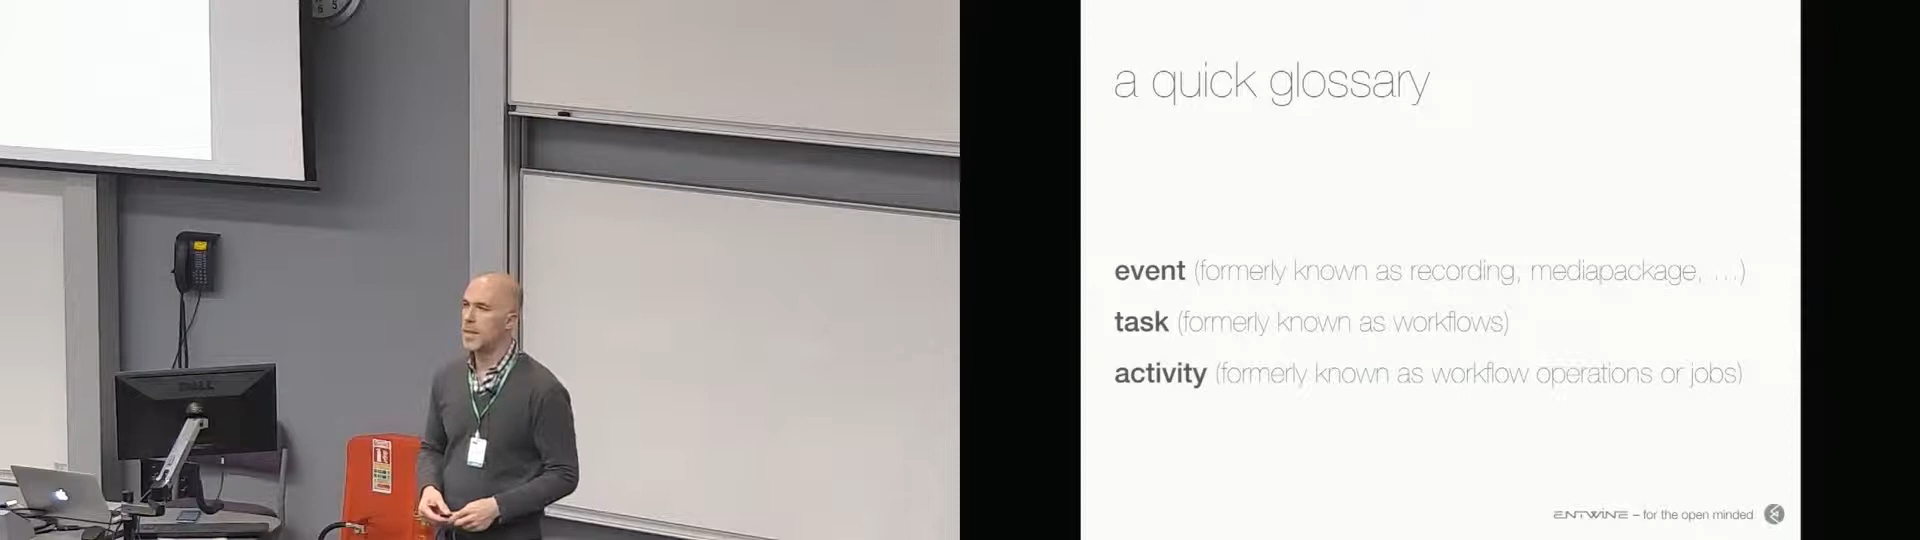 DELL
a quick glossary
event (formerly known as recording, mediapackage, ...)
task (formerly known as workflows)
activity (formerly known as workflow operations or jobs)
ENTWINE – for the open minded